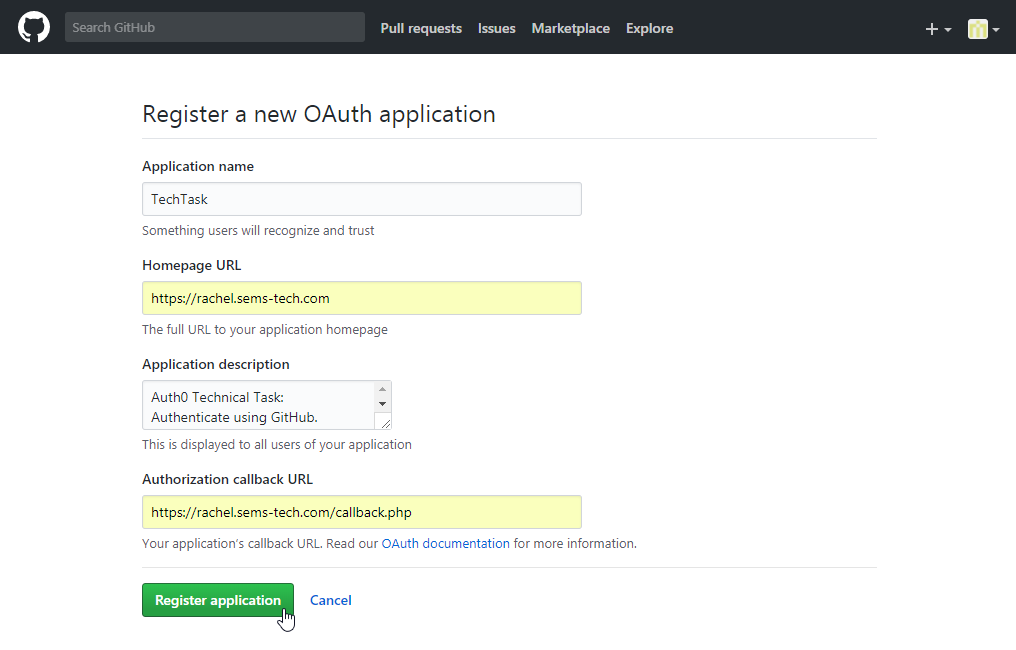 Search GitHub Pull requests Issues Marketplace Explore
Register a new OAuth application
Application name
TechTask
Something users will recognize and trust
Homepage URL
https://rachel.sems-tech.com
The full URL to your application homepage
Application description
Auth0 Technical Task:
Authenticate using GitHub.
This is displayed to all users of your application
Authorization callback URL
https://rachel.sems-tech.com/callback.php
Your application's callback URL. Read our OAuth documentation for more information.
Register application Cancel